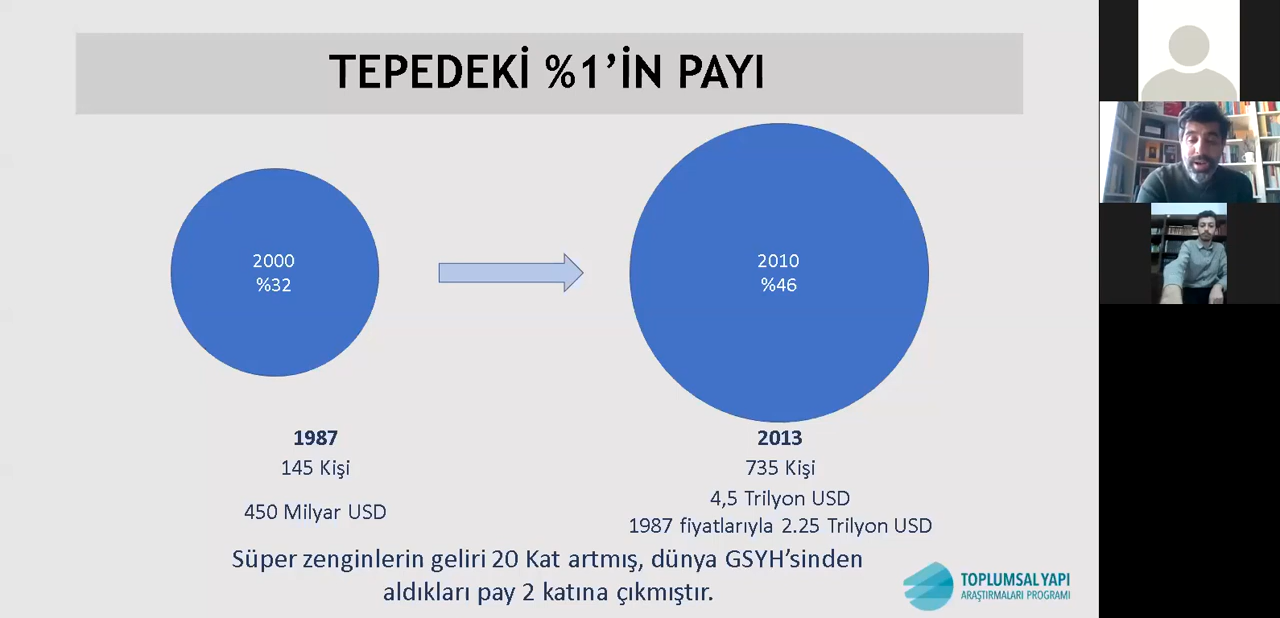 TEPEDEKİ %1’İN PAYI
2000
%32
2010
%46
1987
145 Kişi
450 Milyar USD
2013
735 Kişi
4,5 Trilyon USD
1987 fiyatlarıyla 2.25 Trilyon USD
Süper zenginlerin geliri 20 Kat artmış, dünya GSYH’sinden
aldıkları pay 2 katına çıkmıştır.
TOPLUMSAL YAPI
ARAŞTIRMALARI PROGRAMI